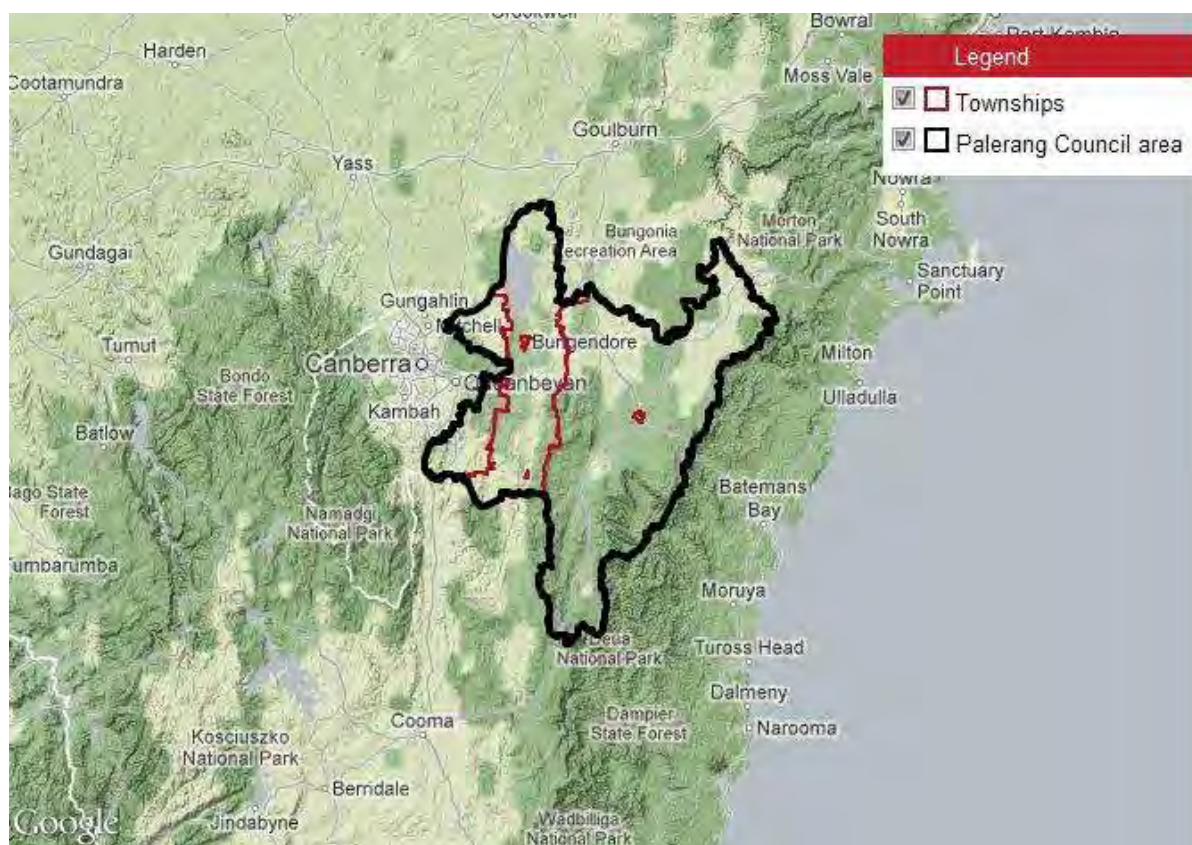 Bowral
Harden
Legend
Cootamundra
Moss Vale
Townships
Goulburn
Palerang Council area
Yass
Nowra
South
Nowra
Morton
National Park
Bungonia
ecreation Area
Gundagai
Sanctuary
Point
Gungahlin
Mitchell
Bungendore
Tumut
Canberra
Milton
Bondo
State Forest
Ulladulla
Kambah
Batlow
Batemans
Bay
ago State
Forest
Namadgi
National Park
umbarumba
Moruya
Deua
National Park
Tuross Head
Dalmeny
Dampier
State Forest
Cooma
Narooma
Kosciuszko
National Park
Berridale
Google
Jindabyne
Wadbilliga
National Park